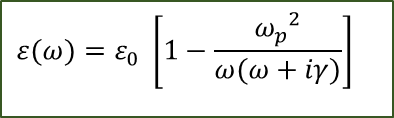 ε(ω) = ε₀ [1 − ωₚ² / ω(ω + iγ)]